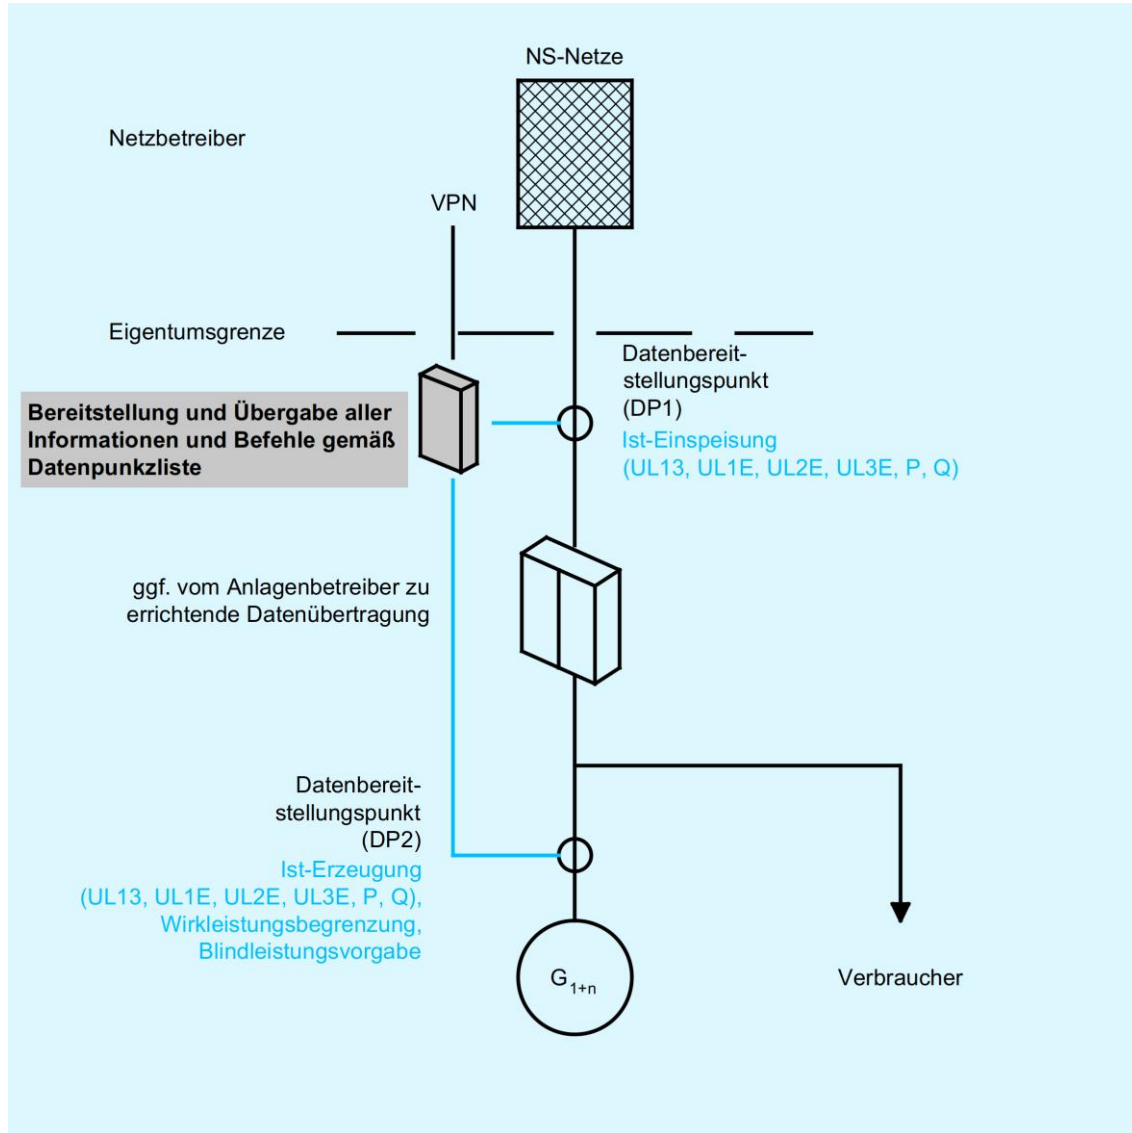 NS-Netze
Netzbetreiber
VPN
Eigentumsgrenze
Datenbereit-
stellungspunkt
(DP1)
Ist-Einspeisung
(UL13, UL1E, UL2E, UL3E, P, Q)
Bereitstellung und Übergabe aller
Informationen und Befehle gemäß
Datenpunkzliste
ggf. vom Anlagenbetreiber zu
errichtende Datenübertragung
Datenbereit-
stellungspunkt
(DP2)
Ist-Erzeugung
(UL13, UL1E, UL2E, UL3E, P, Q),
Wirkleistungsbegrenzung,
Blindleistungsvorgabe
G1+n
Verbraucher